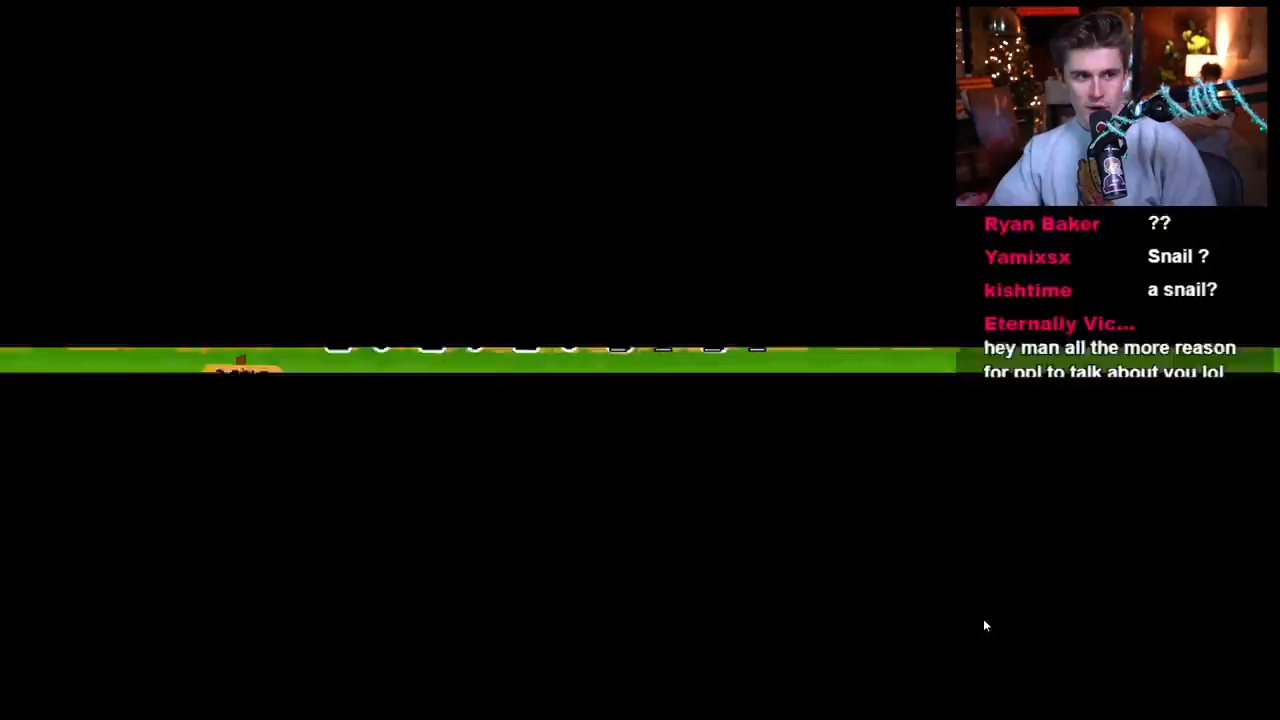 Ryan Baker ??
Yamixsx Snail ?
kishtime a snail?
Eternally Vic...
hey man all the more reason
for ppl to talk about you lol